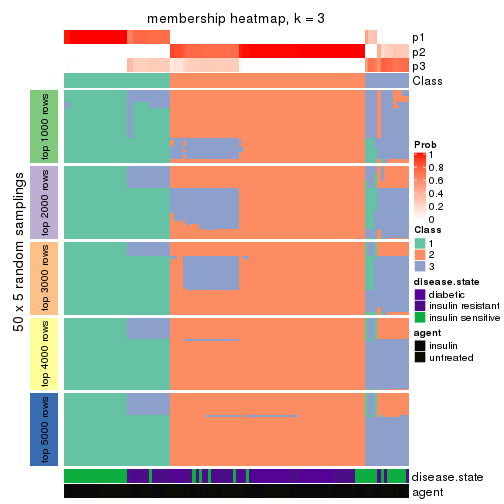 membership heatmap, k = 3
p1
p2
p3
Class
50 x 5 random samplings
top 1000 rows
top 2000 rows
top 3000 rows
top 4000 rows
top 5000 rows
Prob
1
0.8
0.6
0.4
0.2
0
Class
1
2
3
disease.state
diabetic
insulin resistant
insulin sensitive
agent
insulin
untreated
disease.state
agent